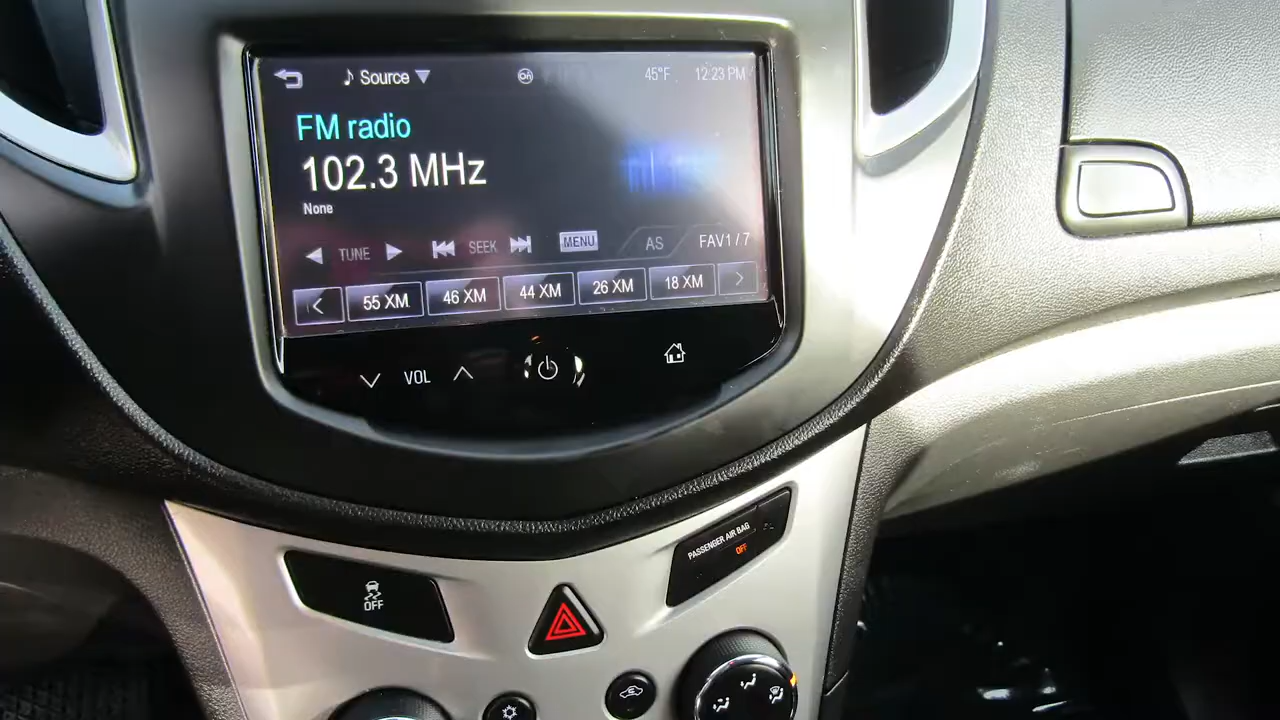 Source
45°F 12:23 PM
FM radio
102.3 MHz
None
TUNE SEEK MENU AS FAV1 / 7
55 XM 46 XM 44 XM 26 XM 18 XM
VOL
PASSENGER AIR BAG
OFF
OFF